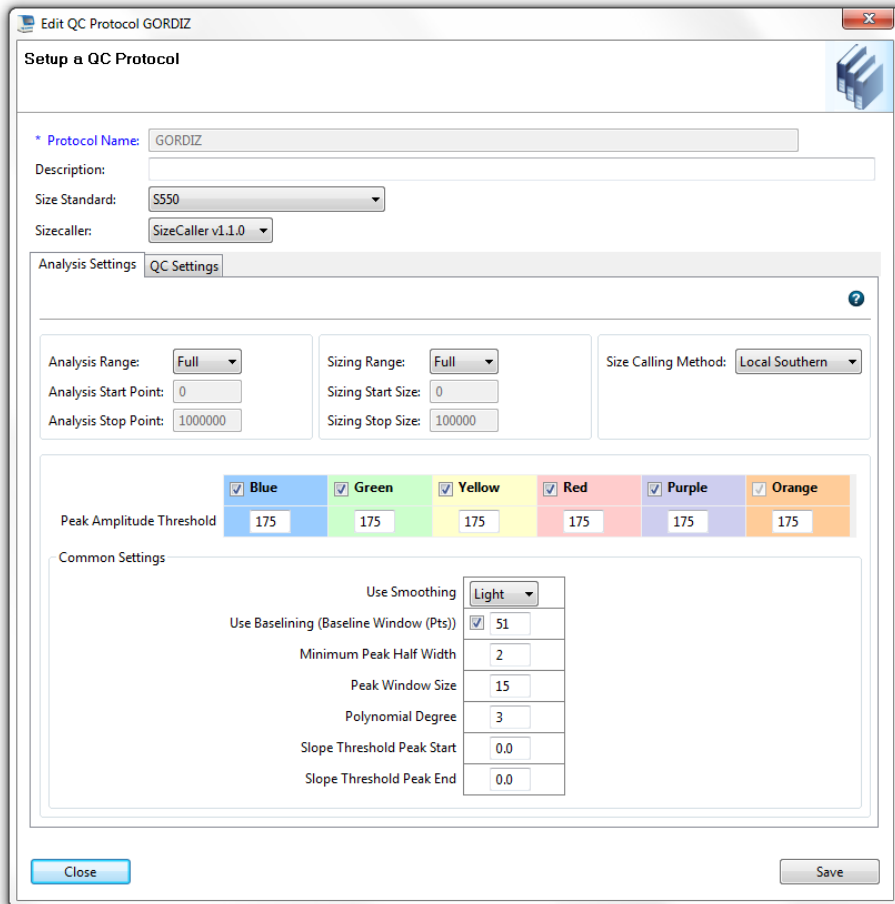 Edit QC Protocol GORDIZ
x
Setup a QC Protocol
* Protocol Name: GORDIZ
Description:
Size Standard: S550
Sizecaller: SizeCaller v1.1.0
Analysis Settings QC Settings
?
Analysis Range: Full Sizing Range: Full Size Calling Method: Local Southern
Analysis Start Point: 0 Sizing Start Size: 0
Analysis Stop Point: 1000000 Sizing Stop Size: 100000
Blue Green Yellow Red Purple Orange
Peak Amplitude Threshold 175 175 175 175 175 175
Common Settings
Use Smoothing Light
Use Baselining (Baseline Window (Pts)) 51
Minimum Peak Half Width 2
Peak Window Size 15
Polynomial Degree 3
Slope Threshold Peak Start 0.0
Slope Threshold Peak End 0.0
Close Save